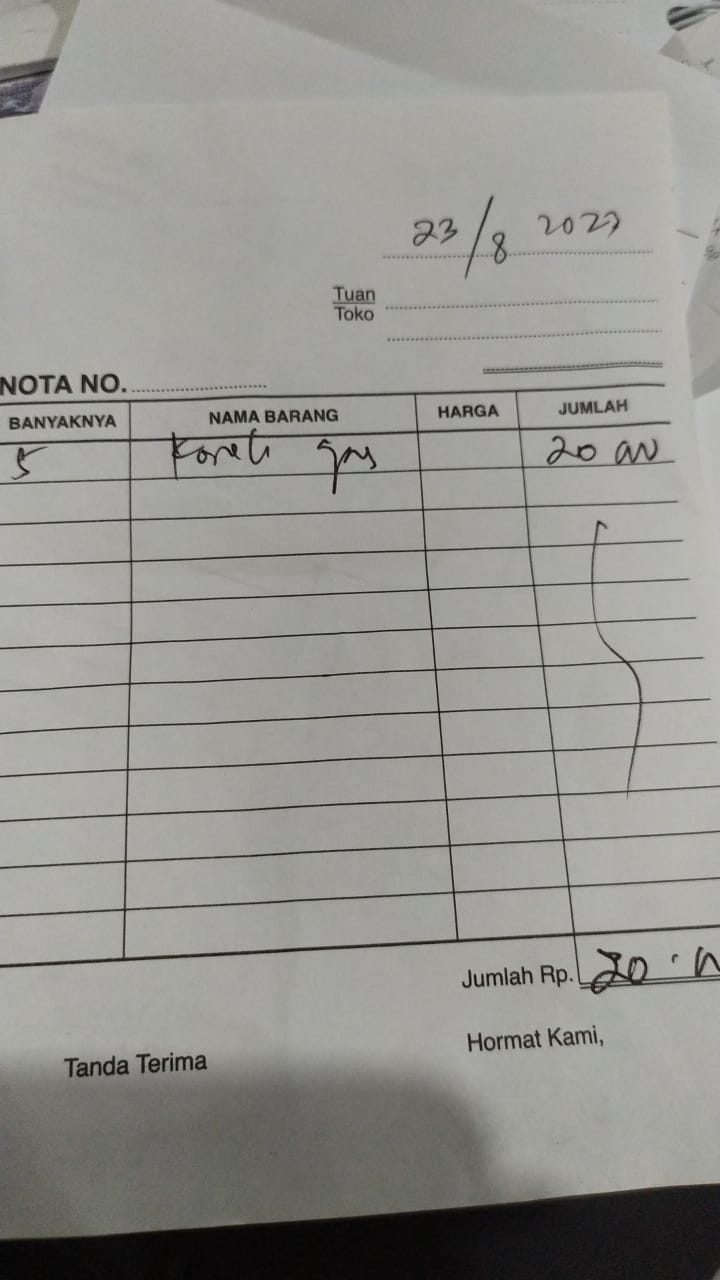 23/8 2023
Tuan
Toko
NOTA NO.
BANYAKNYA NAMA BARANG HARGA JUMLAH
5 Korek gas 20
Jumlah Rp. 20
Tanda Terima Hormat Kami,